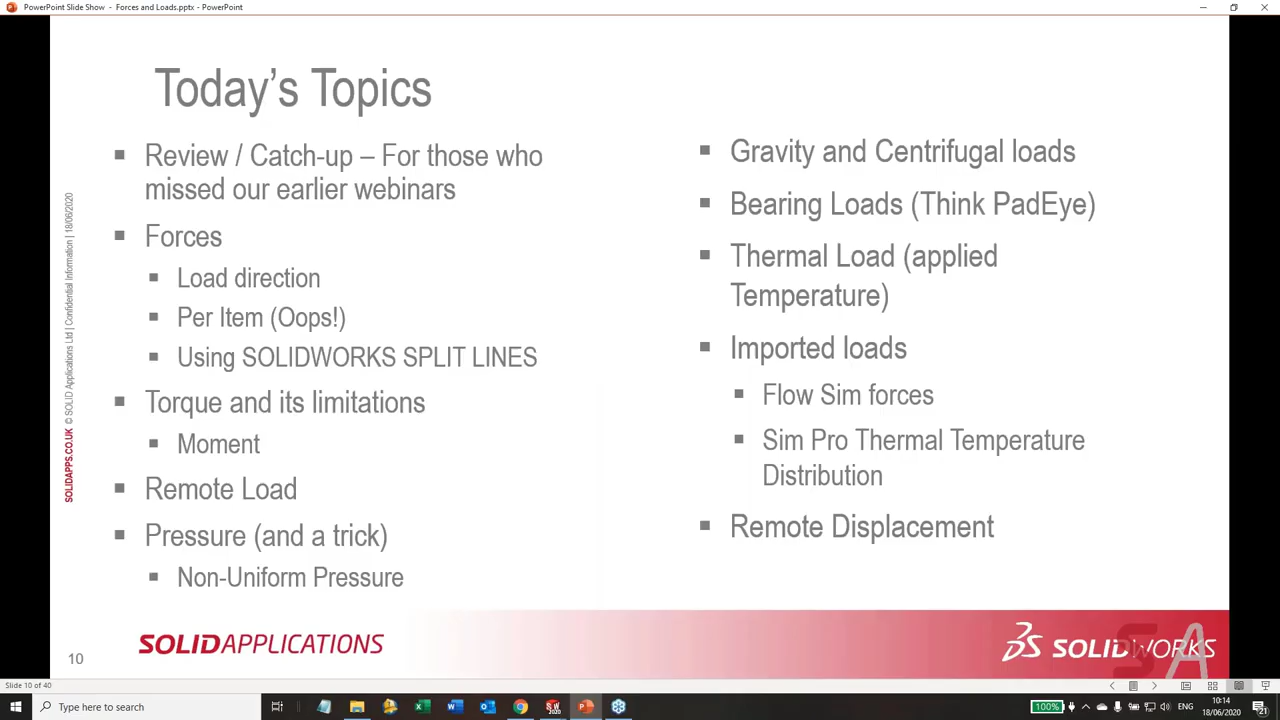 PowerPoint Slide Show - Forces and Loads.pptx - PowerPoint
Today's Topics
Review / Catch-up – For those who
missed our earlier webinars
Forces
Load direction
Per Item (Oops!)
Using SOLIDWORKS SPLIT LINES
Torque and its limitations
Moment
Remote Load
Pressure (and a trick)
Non-Uniform Pressure
Gravity and Centrifugal loads
Bearing Loads (Think PadEye)
Thermal Load (applied
Temperature)
Imported loads
Flow Sim forces
Sim Pro Thermal Temperature
Distribution
Remote Displacement
SOLIDAPPS.CO.UK © SOLID Applications Ltd | Confidential Information | 18/06/2020
10
SOLIDAPPLICATIONS
SOLIDWORKS
SA
Slide 10 of 40
Type here to search
SW
2020
100%
ENG
10:14
18/06/2020
21